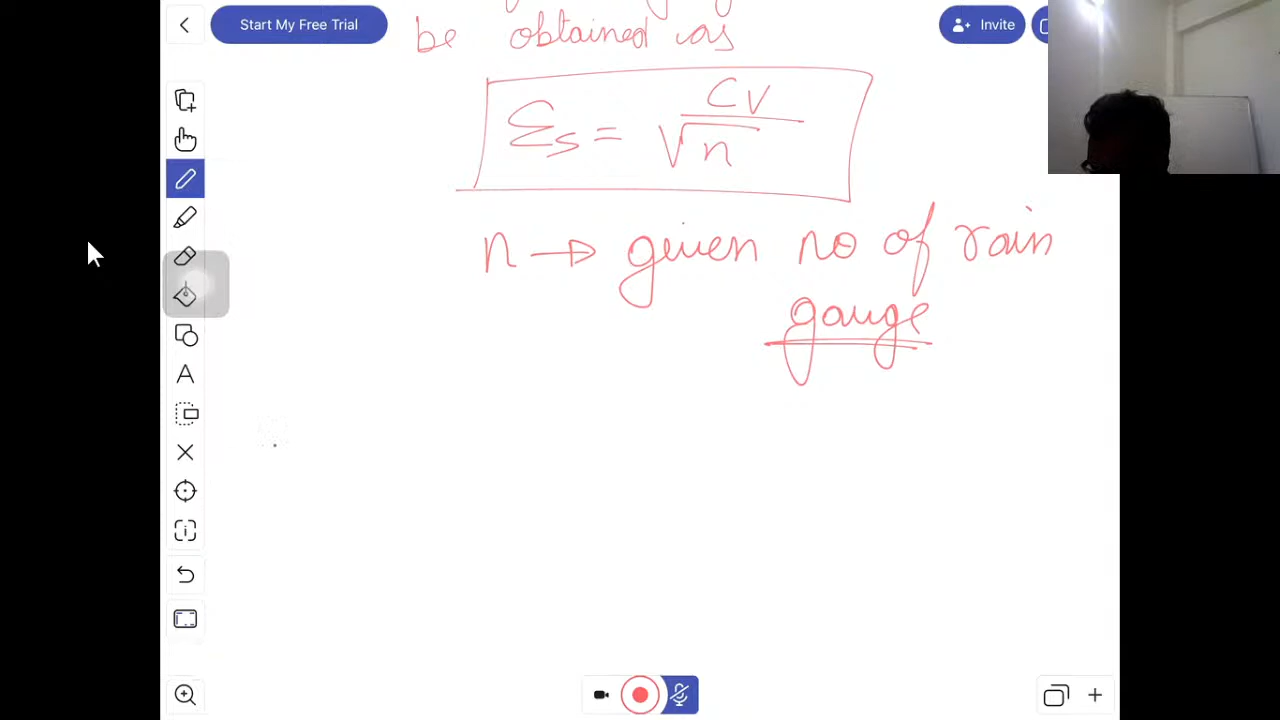 Start My Free Trial
Invite
be obtained as
Es = Cv / √n
n → given no of rain
gauge
A